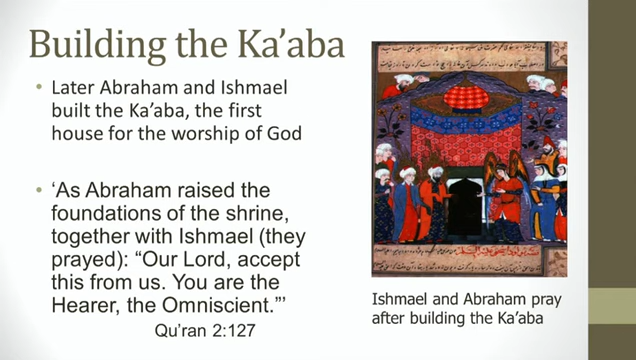 Building the Ka’aba
• Later Abraham and Ishmael
built the Ka’aba, the first
house for the worship of God
• ‘As Abraham raised the
foundations of the shrine,
together with Ishmael (they
prayed): “Our Lord, accept
this from us. You are the
Hearer, the Omniscient.”’
Qu’ran 2:127
Ishmael and Abraham pray
after building the Ka’aba